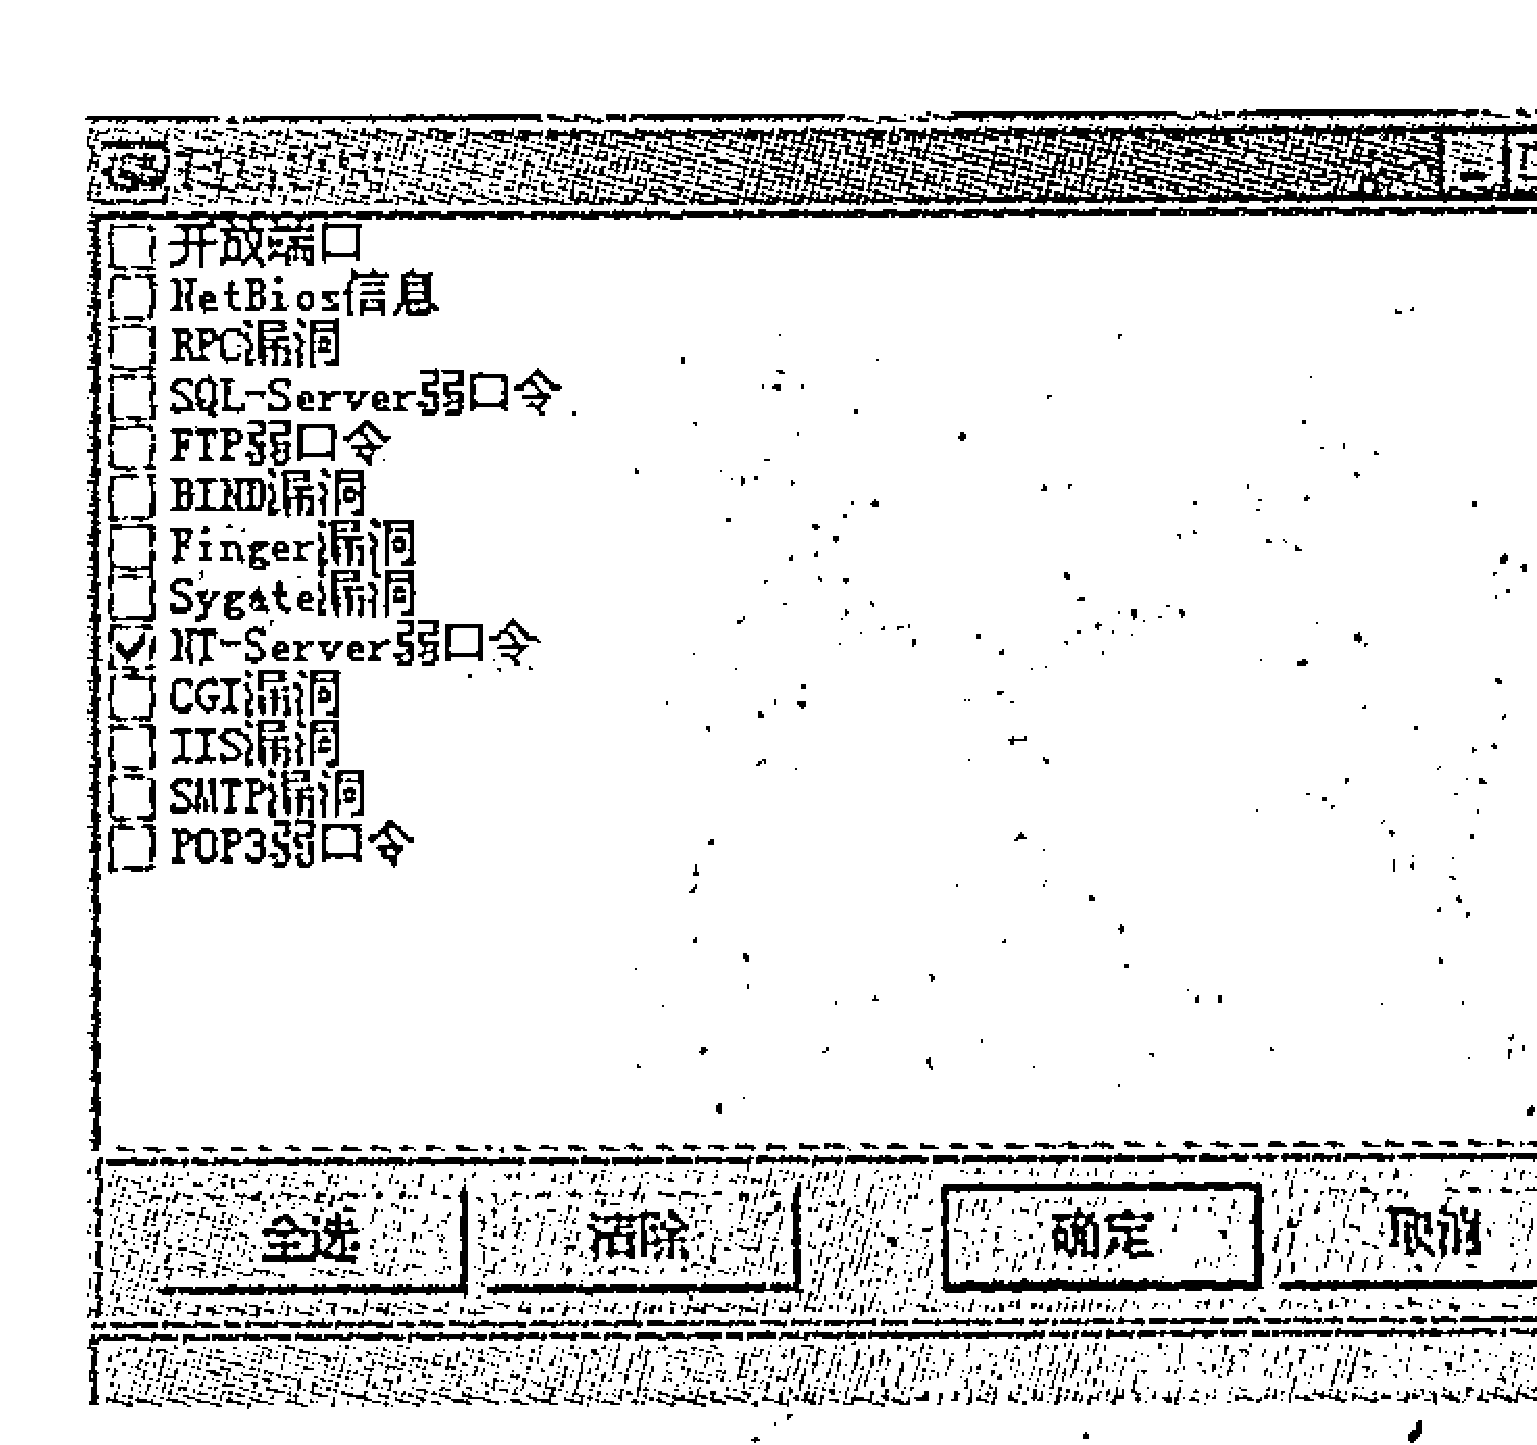 开放端口
NetBios信息
RPC漏洞
SQL-Server弱口令
FTP弱口令
BIND漏洞
Finger漏洞
Sygate漏洞
NT-Server弱口令
CGI漏洞
IIS漏洞
SMTP漏洞
POP3弱口令
全选 清除 确定 取消